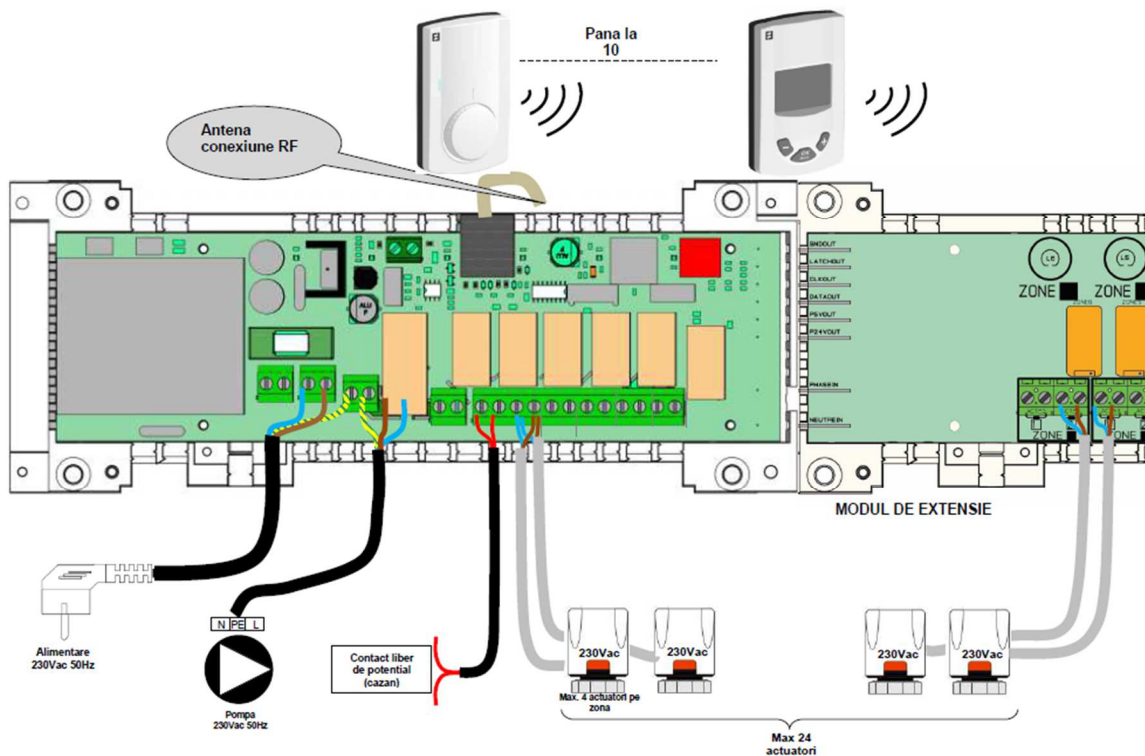 Pana la
10
Antena
conexiune RF
GNDOUT
LATCHOUT
CLKOUT
DATAOUT
P5VOUT
P24VOUT
PHASEIN
NEUTREIN
ZONE
ZONE
ZONE
ZONE
MODUL DE EXTENSIE
Alimentare
230Vac 50Hz
N PE L
Pompa
230Vac 50Hz
Contact liber
de potential
(cazan)
230Vac
230Vac
230Vac
230Vac
Max. 4 actuatori pe
zona
Max 24
actuatori